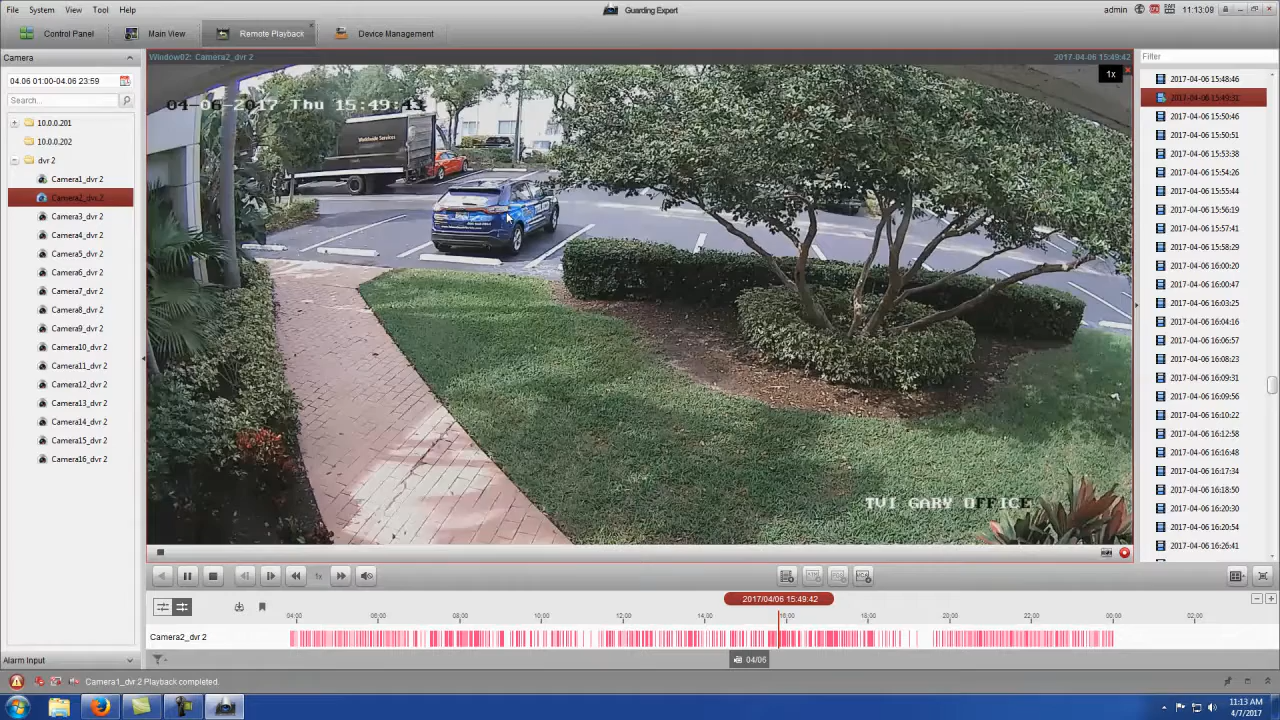 File System View Tool Help
Guarding Expert
admin 11:13:09
Control Panel Main View Remote Playback Device Management
Camera
04.06 01:00-04.06 23:59
Search...
10.0.0.201
10.0.0.202
dvr 2
Camera1_dvr 2
Camera2_dvr 2
Camera3_dvr 2
Camera4_dvr 2
Camera5_dvr 2
Camera6_dvr 2
Camera7_dvr 2
Camera8_dvr 2
Camera9_dvr 2
Camera10_dvr 2
Camera11_dvr 2
Camera12_dvr 2
Camera13_dvr 2
Camera14_dvr 2
Camera15_dvr 2
Camera16_dvr 2
Alarm Input
Window02: Camera2_dvr 2 2017-04-06 15:49:42
1x
04-06-2017 Thu 15:49:43
Worldwide Services
TVI GARY OFFICE
Filter
2017-04-06 15:48:46
2017-04-06 15:49:31
2017-04-06 15:50:46
2017-04-06 15:50:51
2017-04-06 15:53:38
2017-04-06 15:54:26
2017-04-06 15:55:44
2017-04-06 15:56:19
2017-04-06 15:57:41
2017-04-06 15:58:29
2017-04-06 16:00:20
2017-04-06 16:00:47
2017-04-06 16:03:25
2017-04-06 16:04:16
2017-04-06 16:06:57
2017-04-06 16:08:23
2017-04-06 16:09:31
2017-04-06 16:09:56
2017-04-06 16:10:22
2017-04-06 16:12:58
2017-04-06 16:16:48
2017-04-06 16:17:34
2017-04-06 16:18:50
2017-04-06 16:20:30
2017-04-06 16:20:54
2017-04-06 16:26:41
1x
2017/04/06 15:49:42
04:00 06:00 08:00 10:00 12:00 14:00 16:00 18:00 20:00 22:00 00:00 02:00
Camera2_dvr 2
04/06
Camera1_dvr 2 Playback completed.
11:13 AM
4/7/2017